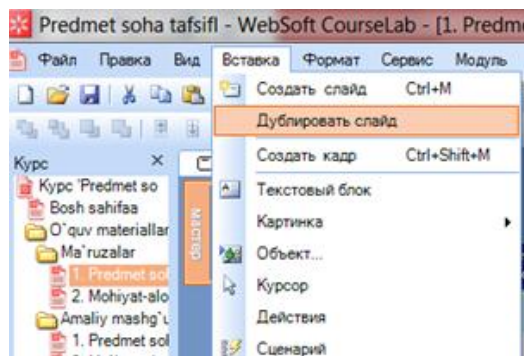 Predmet soha tafsifl - WebSoft CourseLab - [1. Predm
Файл Правка Вид Вставка Формат Сервис Модуль
Создать слайд Ctrl+M
Дублировать слайд
Создать кадр Ctrl+Shift+M
Текстовый блок
Картинка
Объект...
Курсор
Действия
Сценарий
Курс
Курс 'Predmet so
Bosh sahifaa
O`quv materiallar
Ma`ruzalar
1. Predmet sol
2. Mohiyat-alo
Amaliy mashg`u
1. Predmet sol
мастер